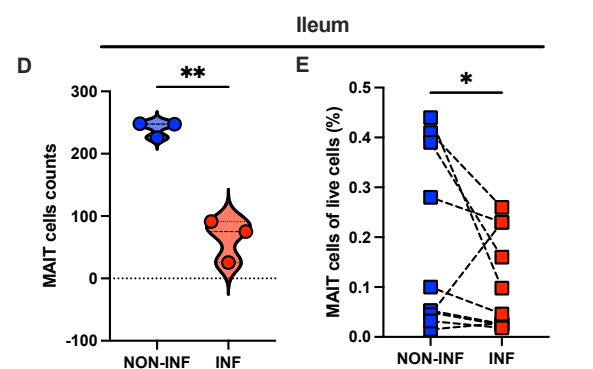 Ileum
D
**
MAIT cells counts
300
200
100
0
-100
NON-INF INF
E
*
MAIT cells of live cells (%)
0.5
0.4
0.3
0.2
0.1
0.0
NON-INF INF